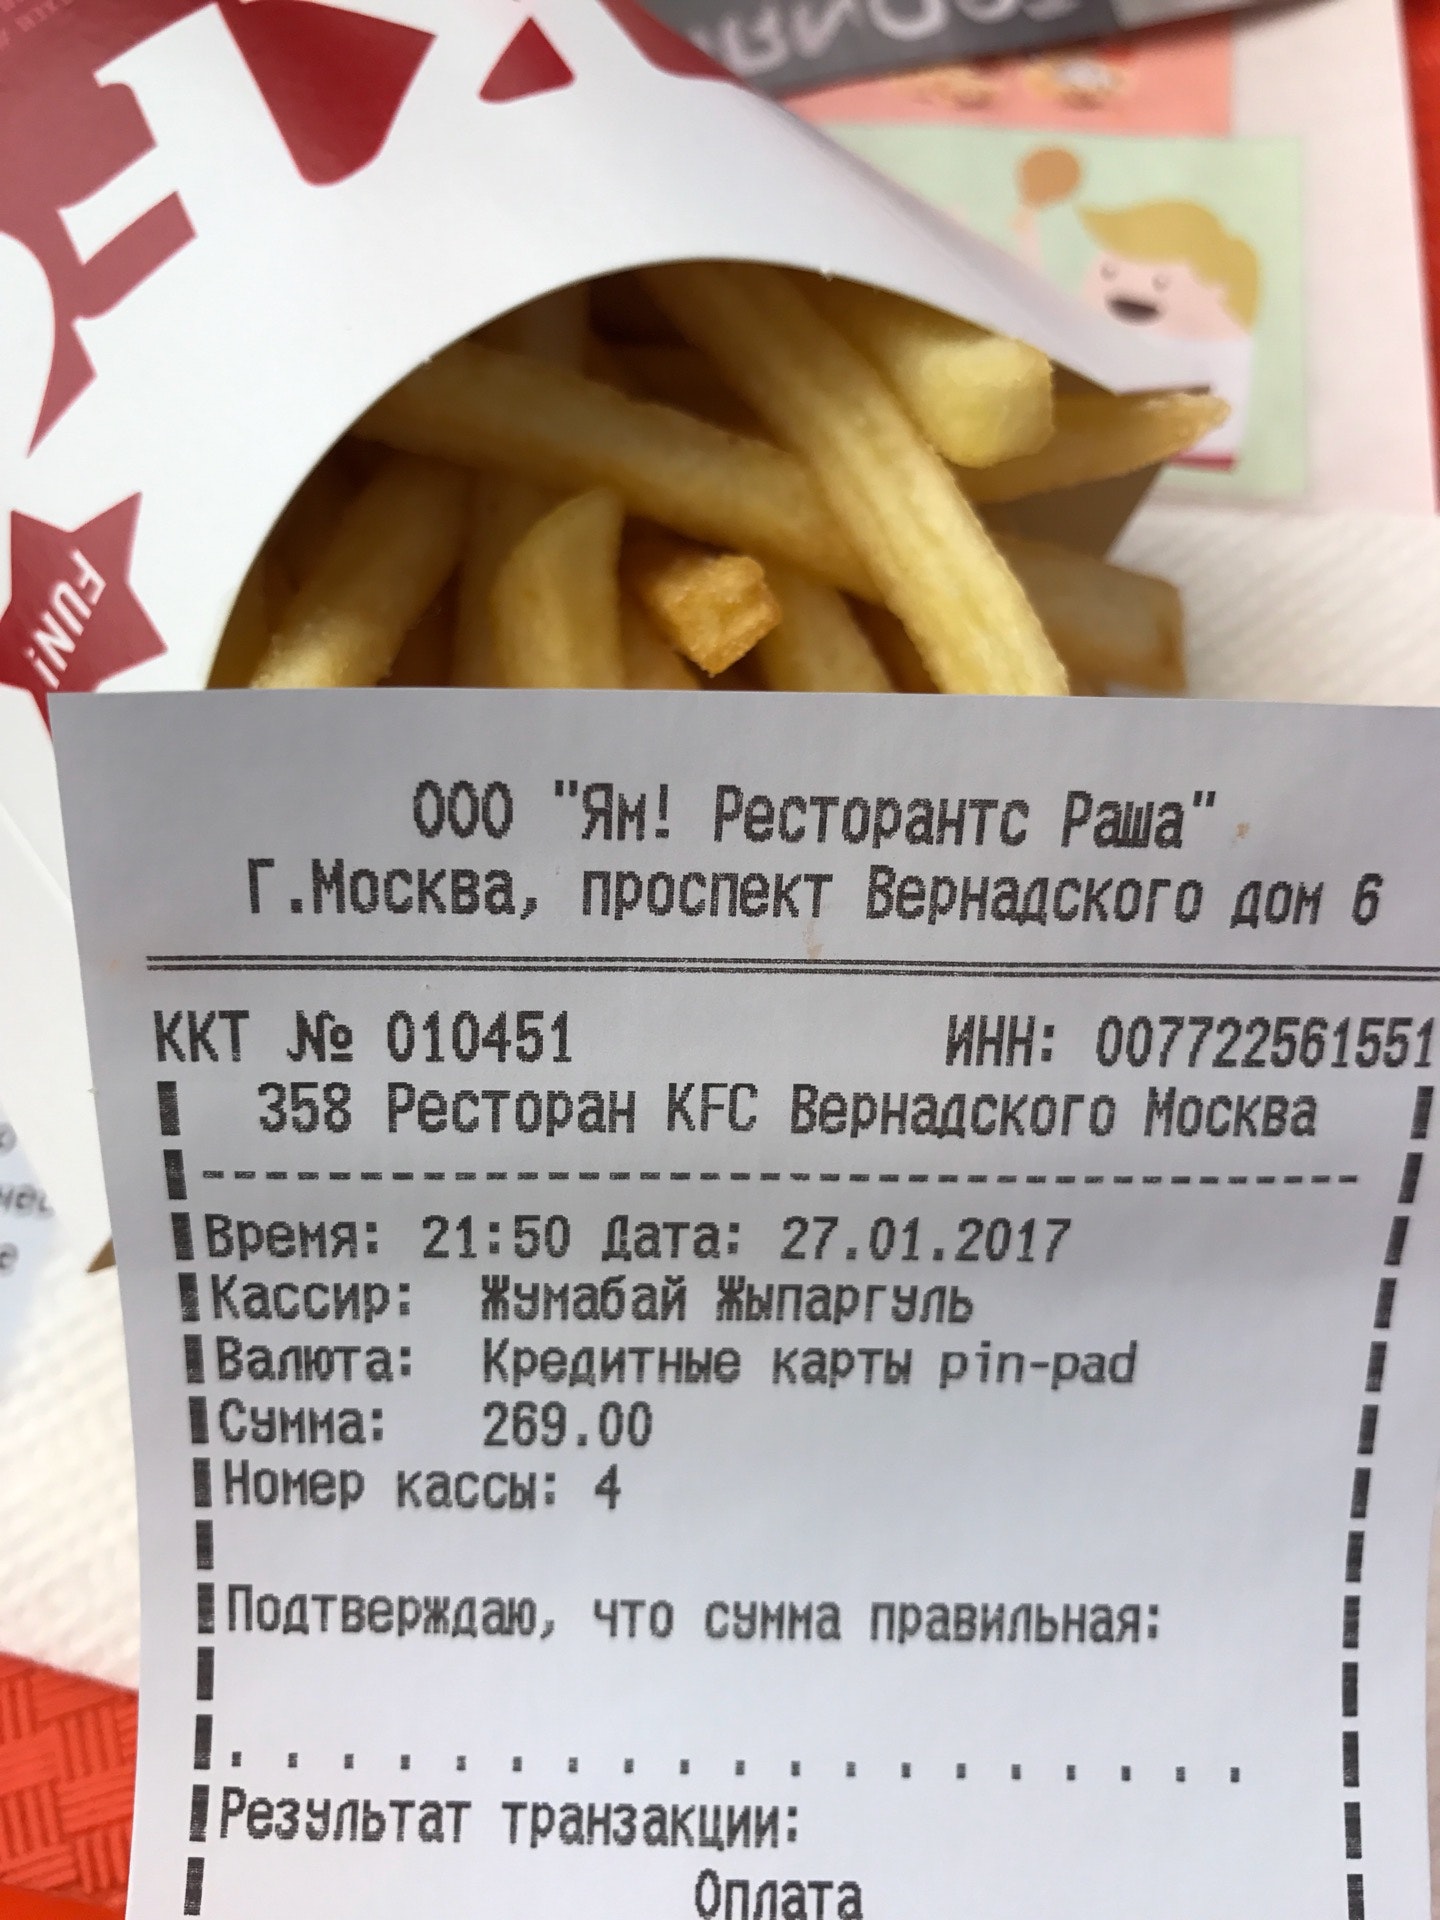 FUN!
ООО "Ям! Ресторантс Раша"
Г.Москва, проспект Вернадского дом 6
ККТ № 010451 ИНН: 007722561551
358 Ресторан KFC Вернадского Москва
Время: 21:50 Дата: 27.01.2017
Кассир: Жумабай Жыпаргуль
Валюта: Кредитные карты pin-pad
Сумма: 269.00
Номер кассы: 4
Подтверждаю, что сумма правильная:
Результат транзакции:
Оплата